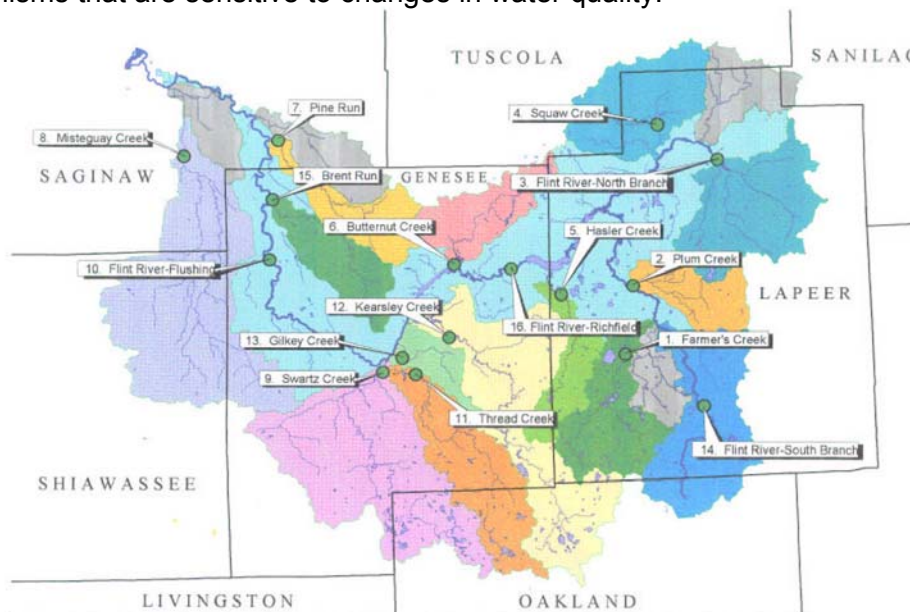 isms that are sensitive to changes in water quality.
TUSCOLA
SANILAC
7. Pine Run
4. Squaw Creek
8. Misteguay Creek
SAGINAW
GENESEE
3. Flint River-North Branch
15. Brent Run
6. Butternut Creek
5. Hasler Creek
10. Flint River-Flushing
2. Plum Creek
LAPEER
12. Kearsley Creek
16. Flint River-Richfield
13. Gilkey Creek
1. Farmer's Creek
9. Swartz Creek
11. Thread Creek
14. Flint River-South Branch
SHIAWASSEE
LIVINGSTON
OAKLAND